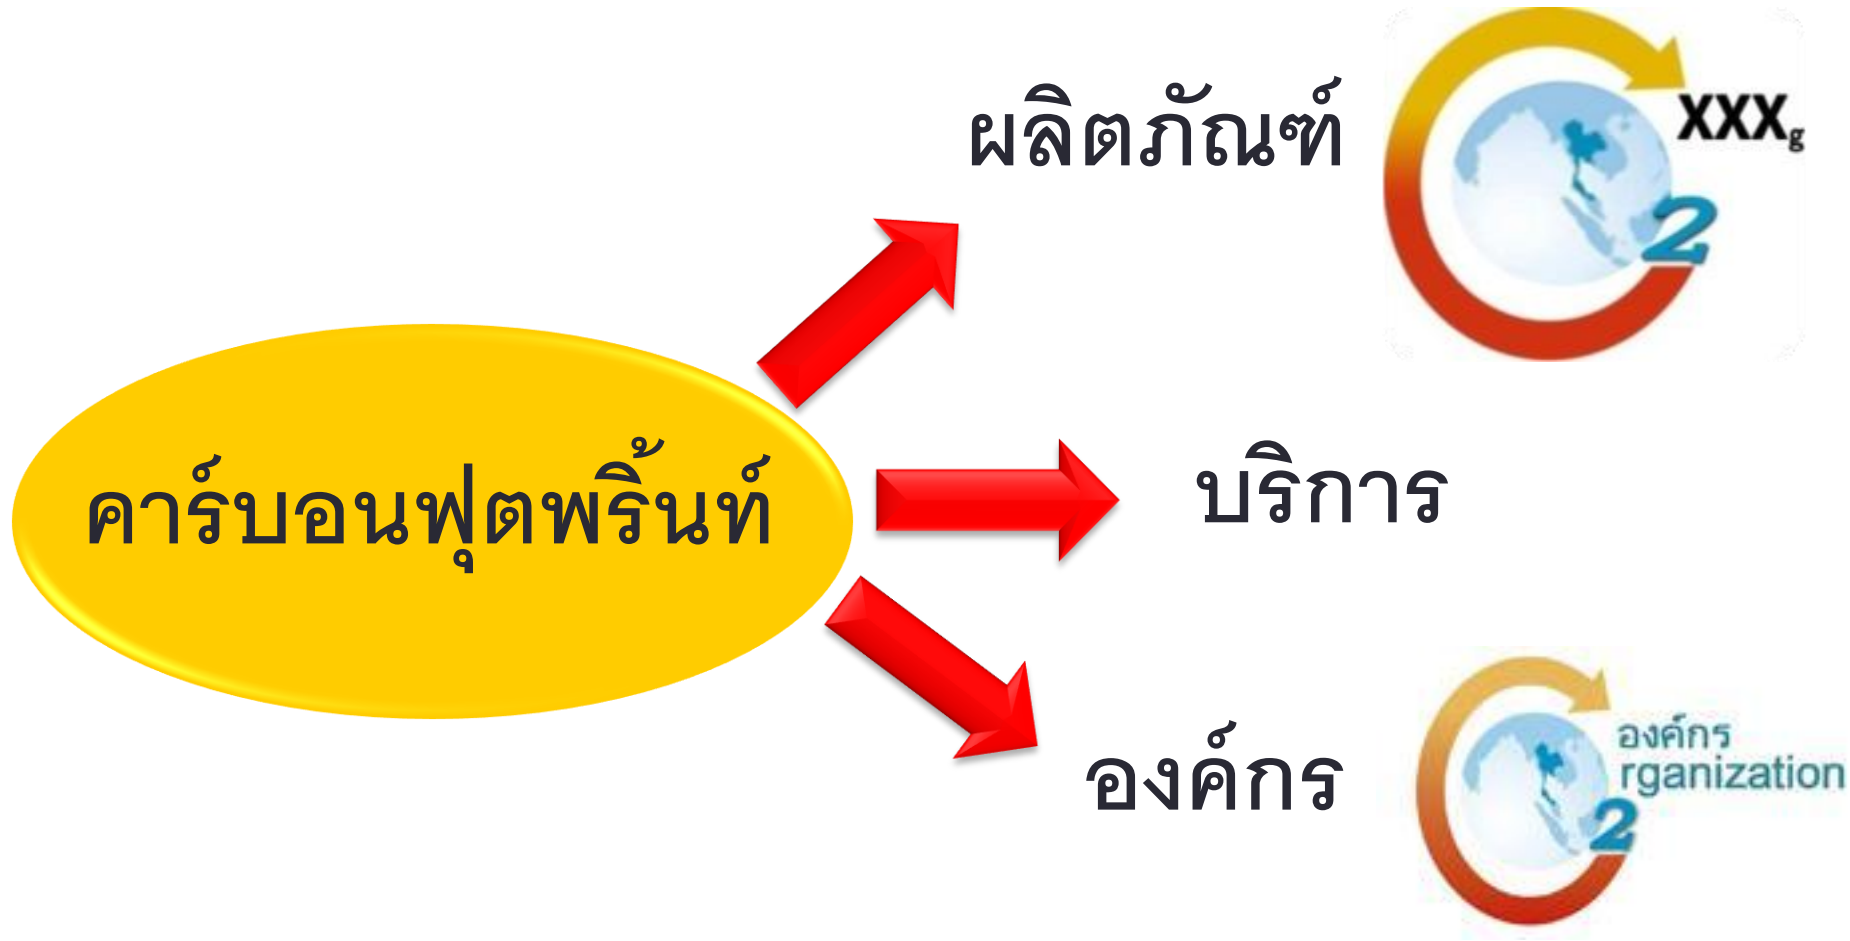 ผลิตภัณฑ์
XXXg
2
คาร์บอนฟุตพริ้นท์
บริการ
องค์กร
องค์กร
rganization
2